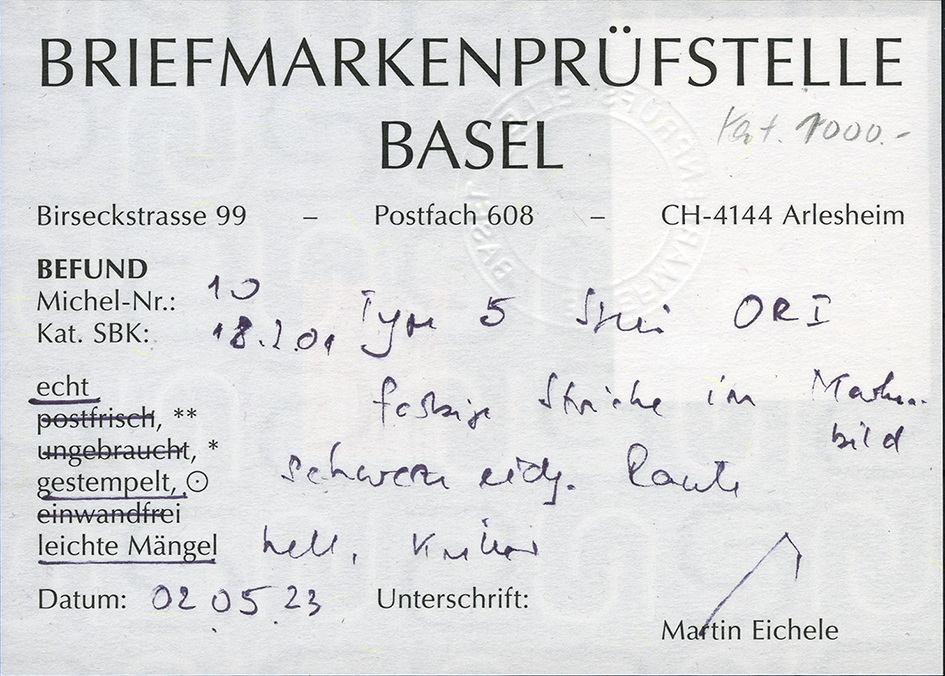 BRIEFMARKENPRÜFSTELLE
BASEL
Kat. 1000.-
Birseckstrasse 99 – Postfach 608 – CH-4144 Arlesheim
BEFUND
Michel-Nr.: 10
Kat. SBK: 18.2.01 Type 5 Stein ORI
echt
postfrisch, **
farbige Striche im Marken-
bild
ungebraucht, *
gestempelt, ⊙ schwarze eidg. Raute
einwandfrei
leichte Mängel hell,
Datum: 02 05 23 Unterschrift:
Martin Eichele